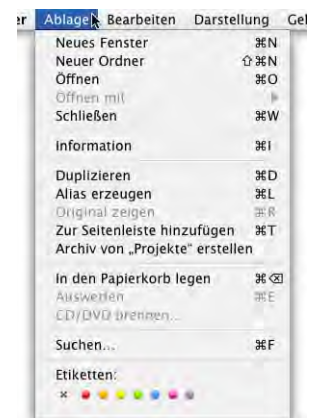 er Ablage Bearbeiten Darstellung Gel
Neues Fenster ⌘N
Neuer Ordner ⇧⌘N
Öffnen ⌘O
Öffnen mit ▶
Schließen ⌘W
Information ⌘I
Duplizieren ⌘D
Alias erzeugen ⌘L
Original zeigen ⌘R
Zur Seitenleiste hinzufügen ⌘T
Archiv von „Projekte“ erstellen
In den Papierkorb legen ⌘⌫
Auswerfen ⌘E
CD/DVD brennen...
Suchen... ⌘F
Etiketten:
×